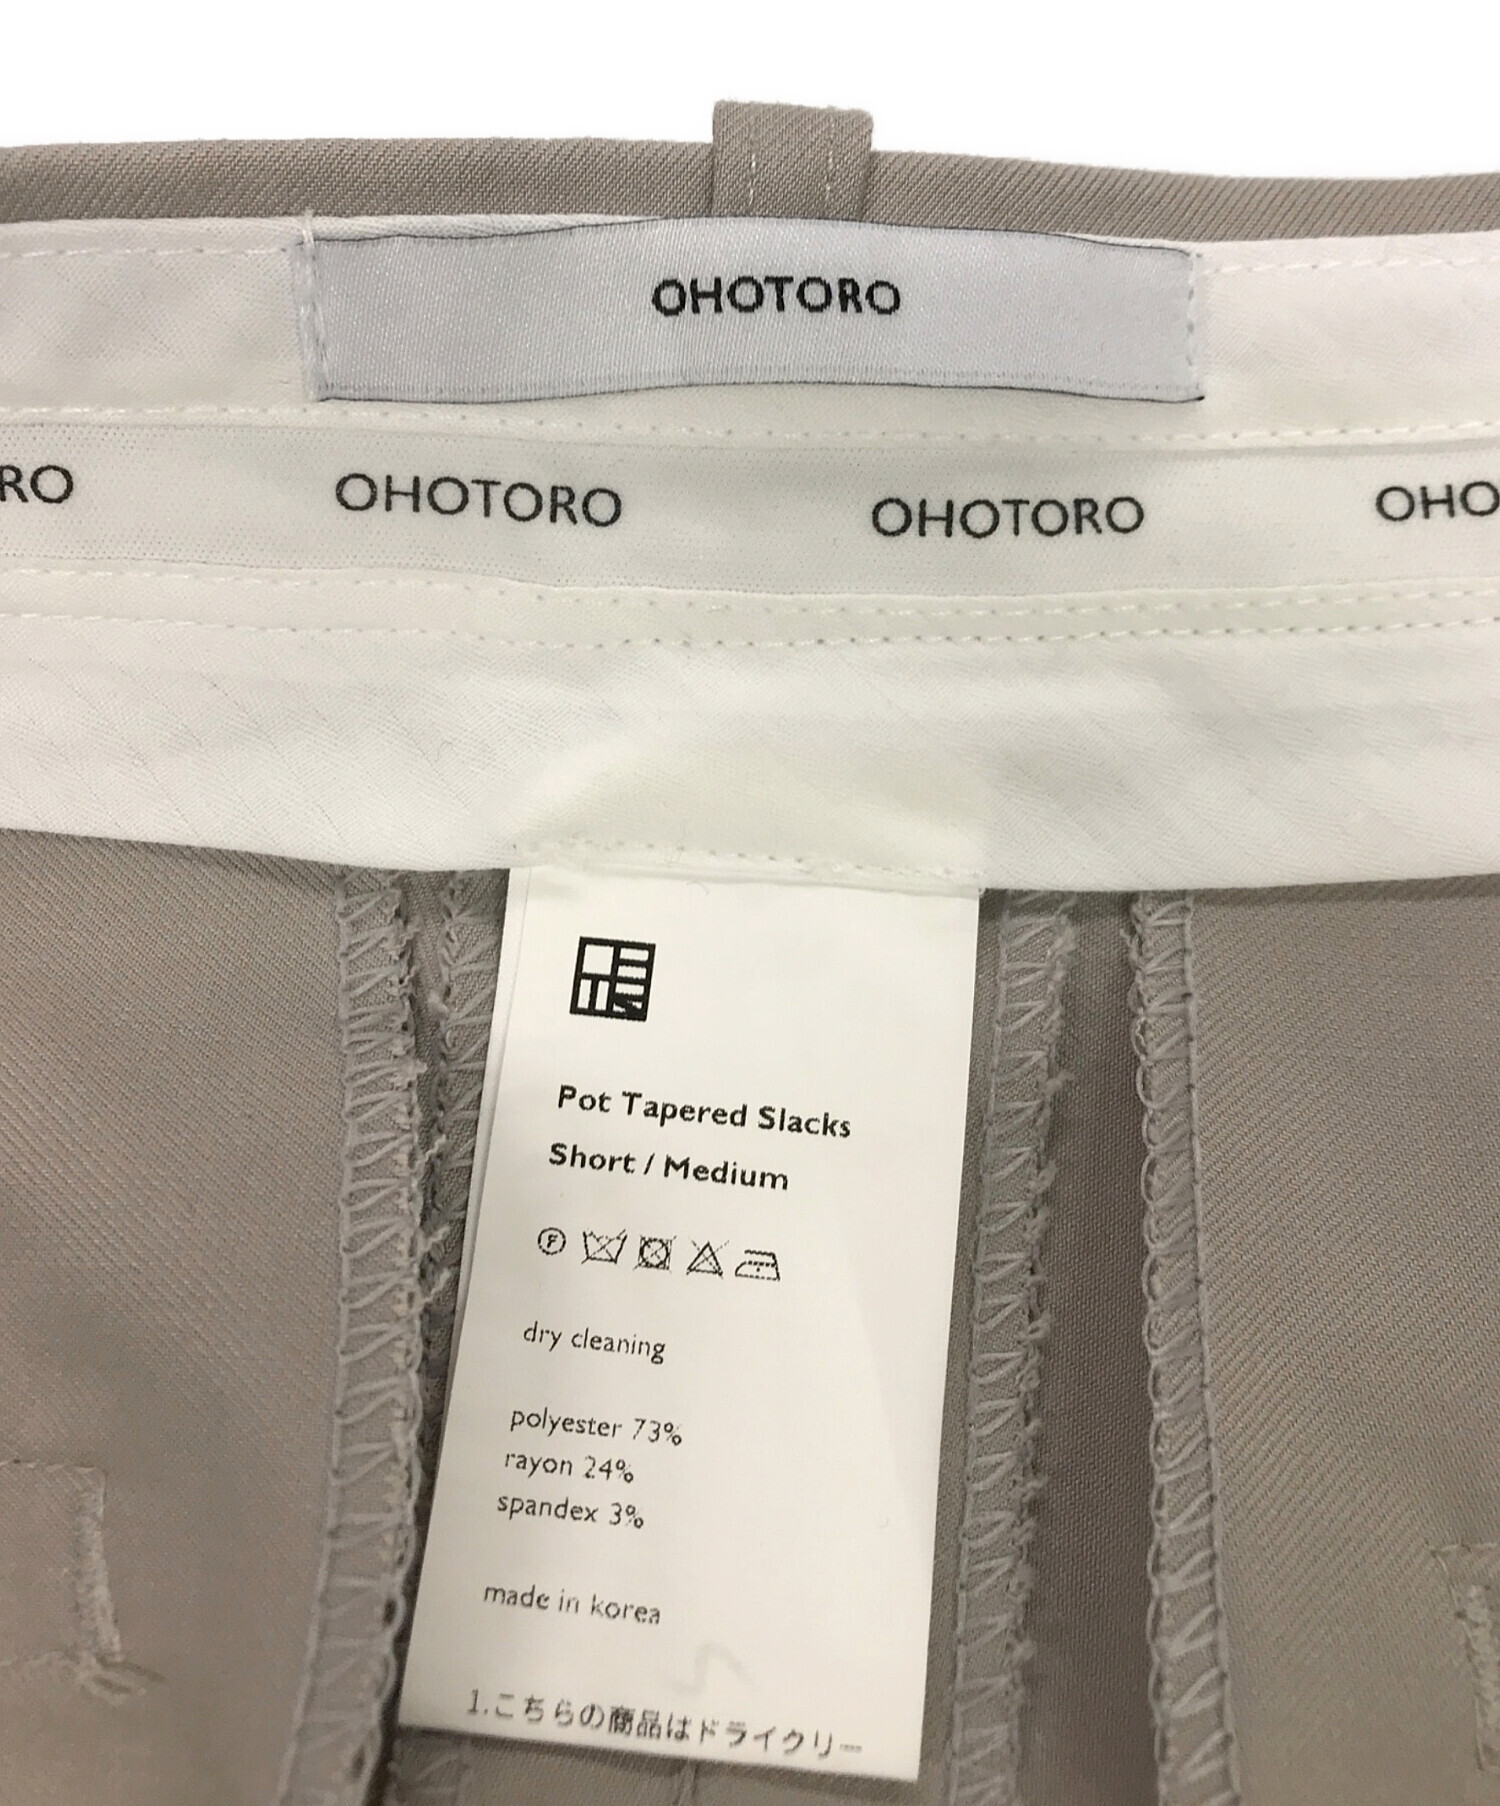 OHOTORO
RO OHOTORO OHOTORO OHO
Pot Tapered Slacks
Short / Medium
F
dry cleaning
polyester 73%
rayon 24%
spandex 3%
made in korea
1.こちらの商品はドライクリー